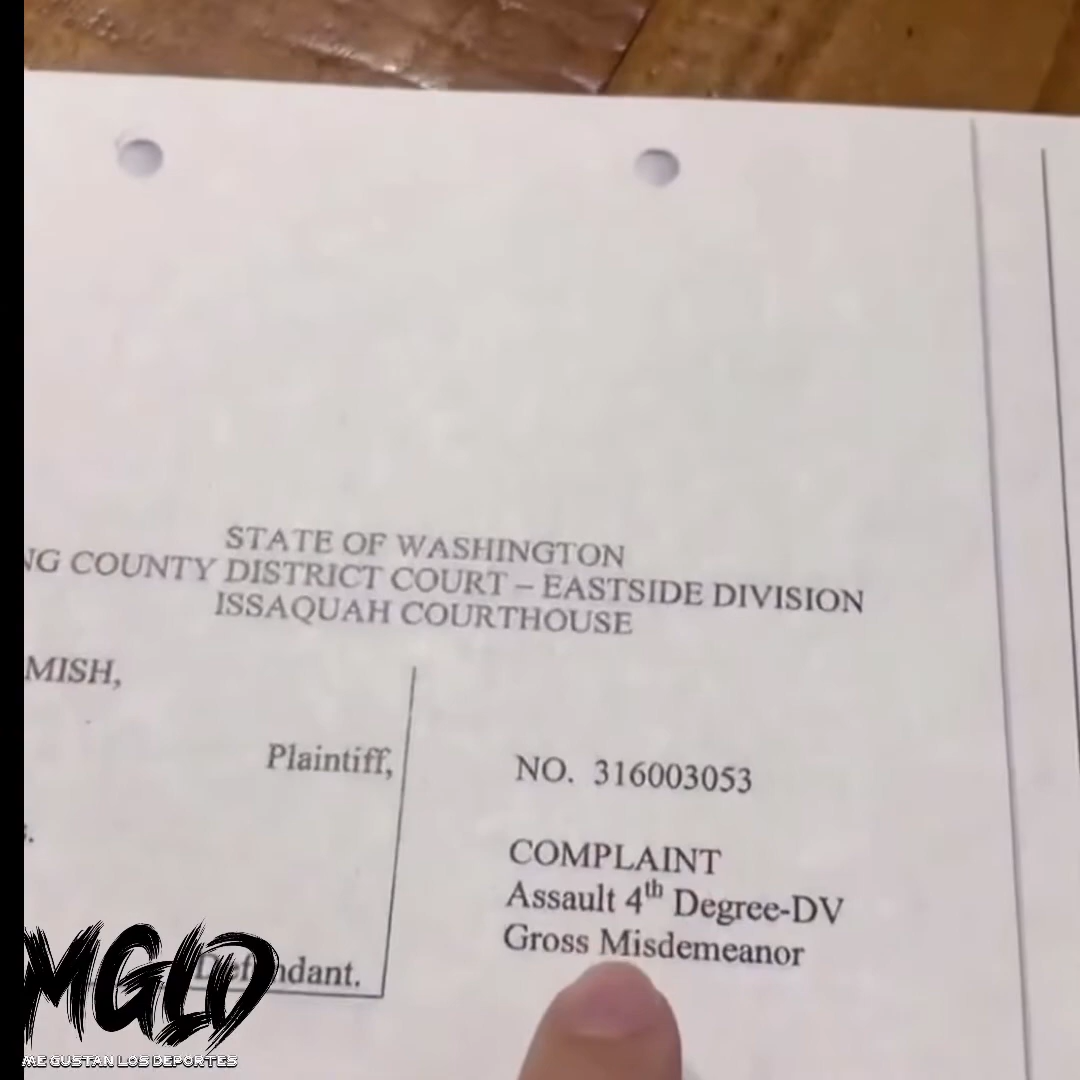 STATE OF WASHINGTON
NG COUNTY DISTRICT COURT – EASTSIDE DIVISION
ISSAQUAH COURTHOUSE
MISH,
Plaintiff,
NO. 316003053
COMPLAINT
Assault 4th Degree-DV
Gross Misdemeanor
Defendant.
MGLD
ME GUSTAN LOS DEPORTES